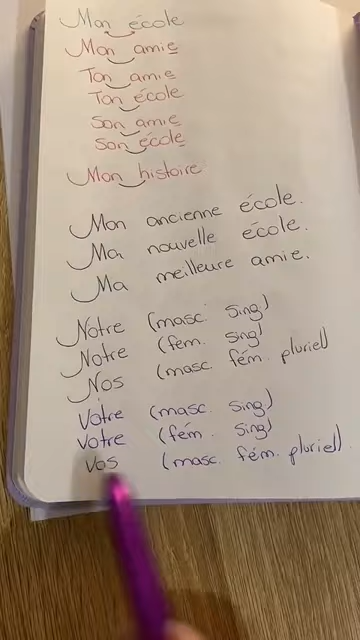 Mon école
Mon amie
Ton amie
Ton école
Son amie
Son école
Mon histoire
Mon ancienne école.
Ma nouvelle école.
Ma meilleure amie.
Notre (masc. sing)
Notre (fém. sing)
Nos (masc. fém. pluriel)
Votre (masc. sing)
Votre (fém. sing)
Vos (masc. fém. pluriel).